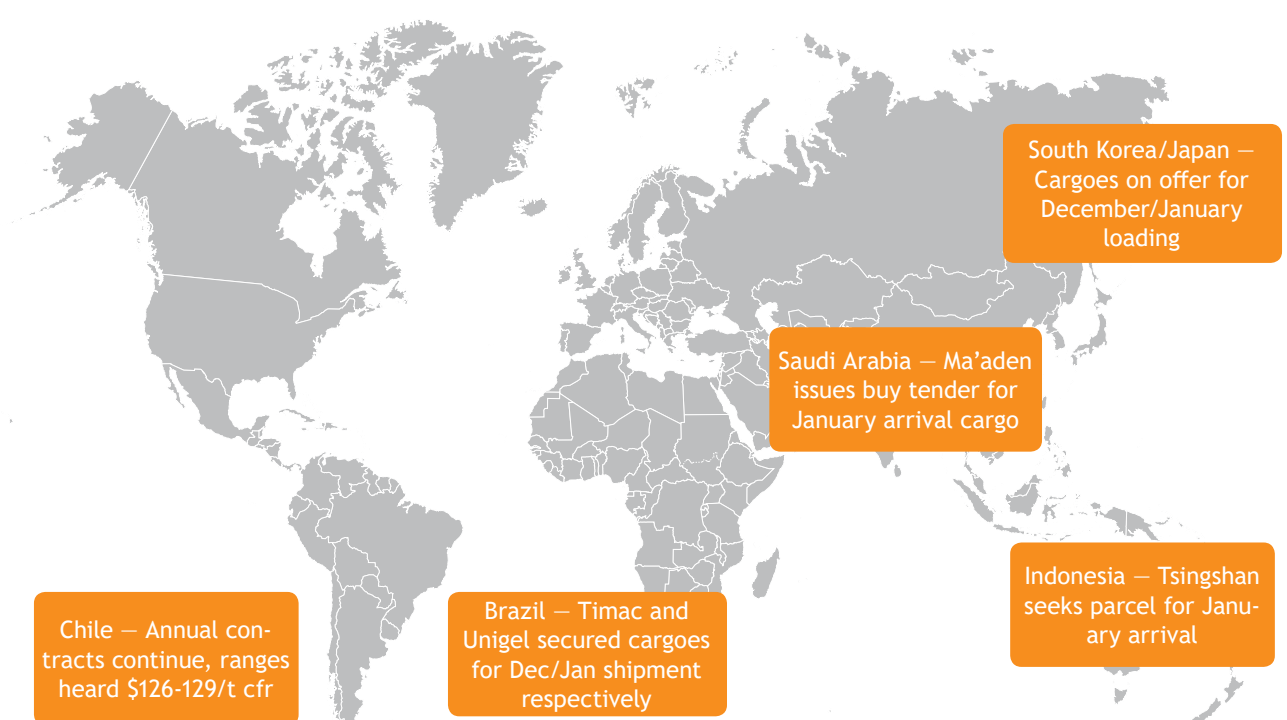 South Korea/Japan —
Cargoes on offer for
December/January
loading
Saudi Arabia — Ma’aden
issues buy tender for
January arrival cargo
Indonesia — Tsingshan
seeks parcel for Janu-
ary arrival
Chile — Annual con-
tracts continue, ranges
heard $126-129/t cfr
Brazil — Timac and
Unigel secured cargoes
for Dec/Jan shipment
respectively